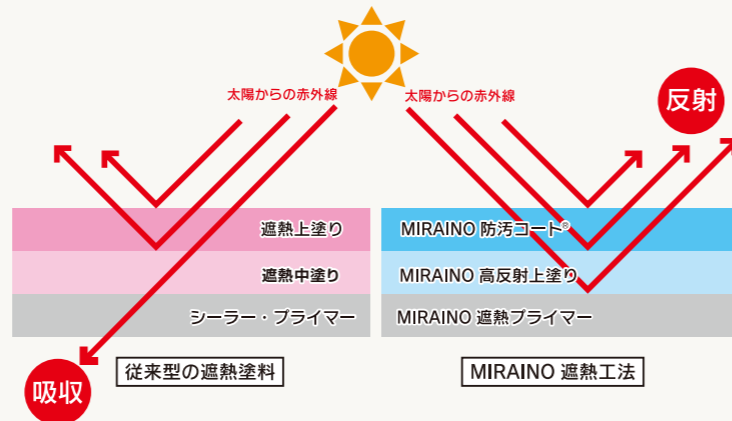 太陽からの赤外線
太陽からの赤外線
反射
遮熱上塗り
遮熱中塗り
シーラー・プライマー
MIRAINO 防汚コート®
MIRAINO 高反射上塗り
MIRAINO 遮熱プライマー
吸収
従来型の遮熱塗料
MIRAINO 遮熱工法